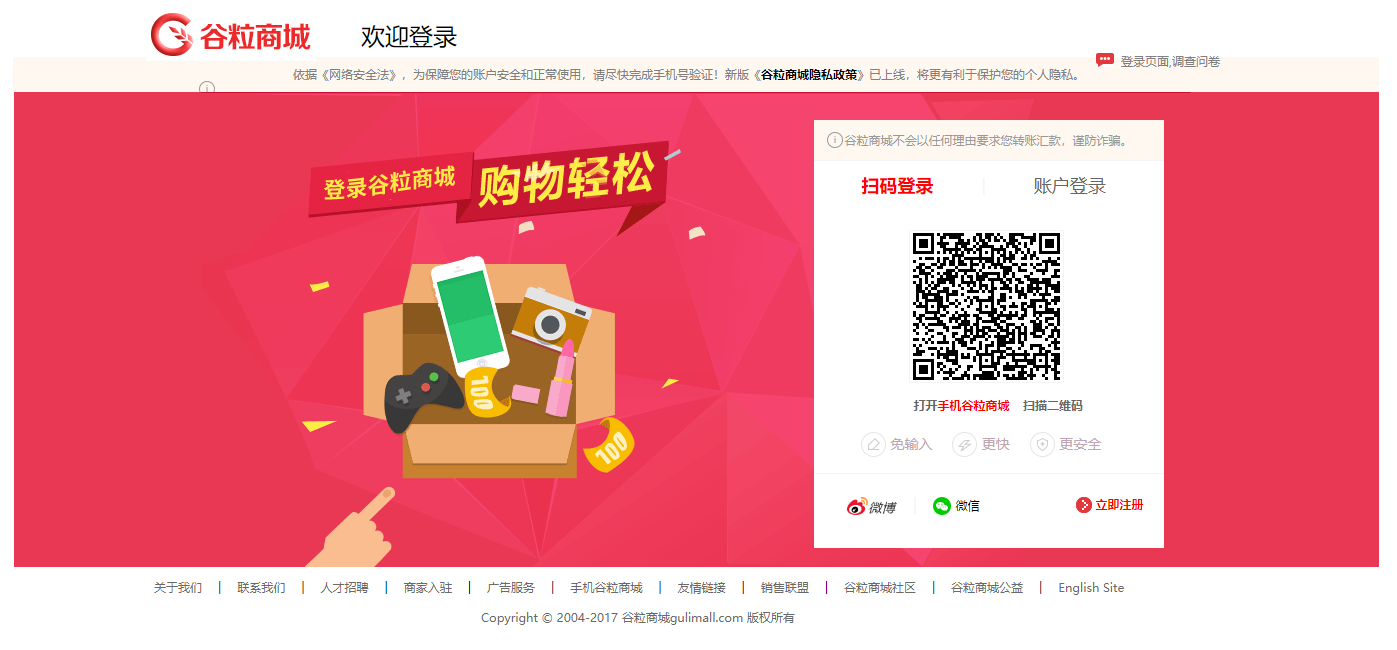 谷粒商城 欢迎登录
登录页面,调查问卷
依据《网络安全法》，为保障您的账户安全和正常使用，请尽快完成手机号验证！新版《谷粒商城隐私政策》已上线，将更有利于保护您的个人隐私。
登录谷粒商城
购物轻松
100
100
谷粒商城不会以任何理由要求您转账汇款，谨防诈骗。
扫码登录 账户登录
打开手机谷粒商城 扫描二维码
免输入 更快 更安全
微博 微信 立即注册
关于我们 | 联系我们 | 人才招聘 | 商家入驻 | 广告服务 | 手机谷粒商城 | 友情链接 | 销售联盟 | 谷粒商城社区 | 谷粒商城公益 | English Site
Copyright © 2004-2017 谷粒商城gulimall.com 版权所有